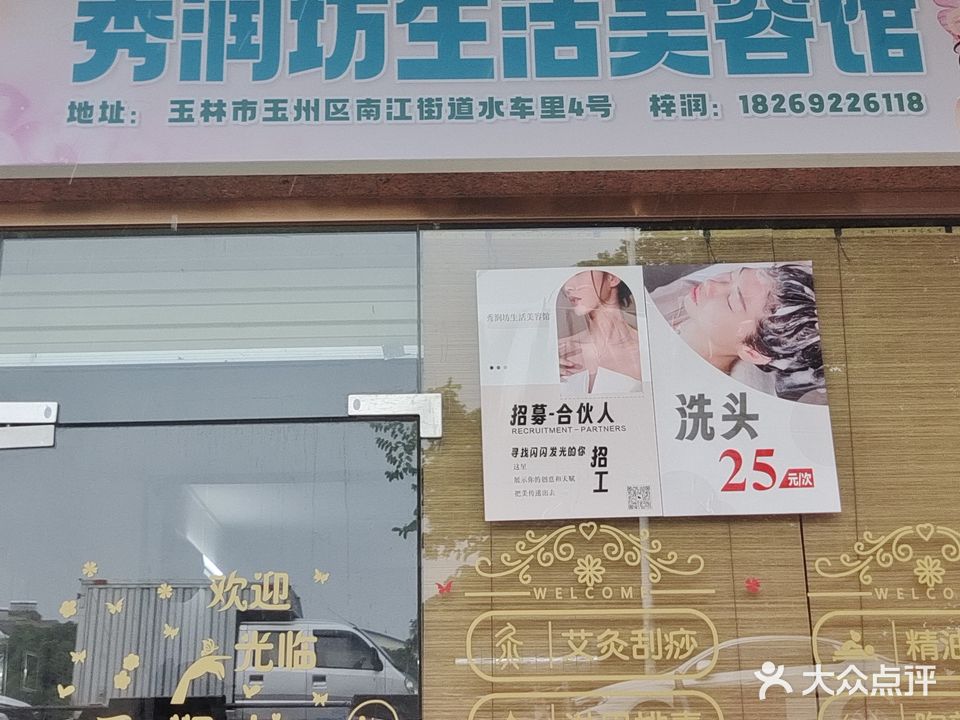 秀润坊生活美容馆
地址： 玉林市玉州区南江街道水车里4号 梓润：18269226118
秀润坊生活美容馆
招募-合伙人
RECRUITMENT-PARTNERS
寻找闪闪发光的你
这里
展示你的创意和天赋
把美传递出去
招工
洗头
25元/次
欢迎
光临
WELCOME
艾灸刮痧
WELCOME
精油
大众点评